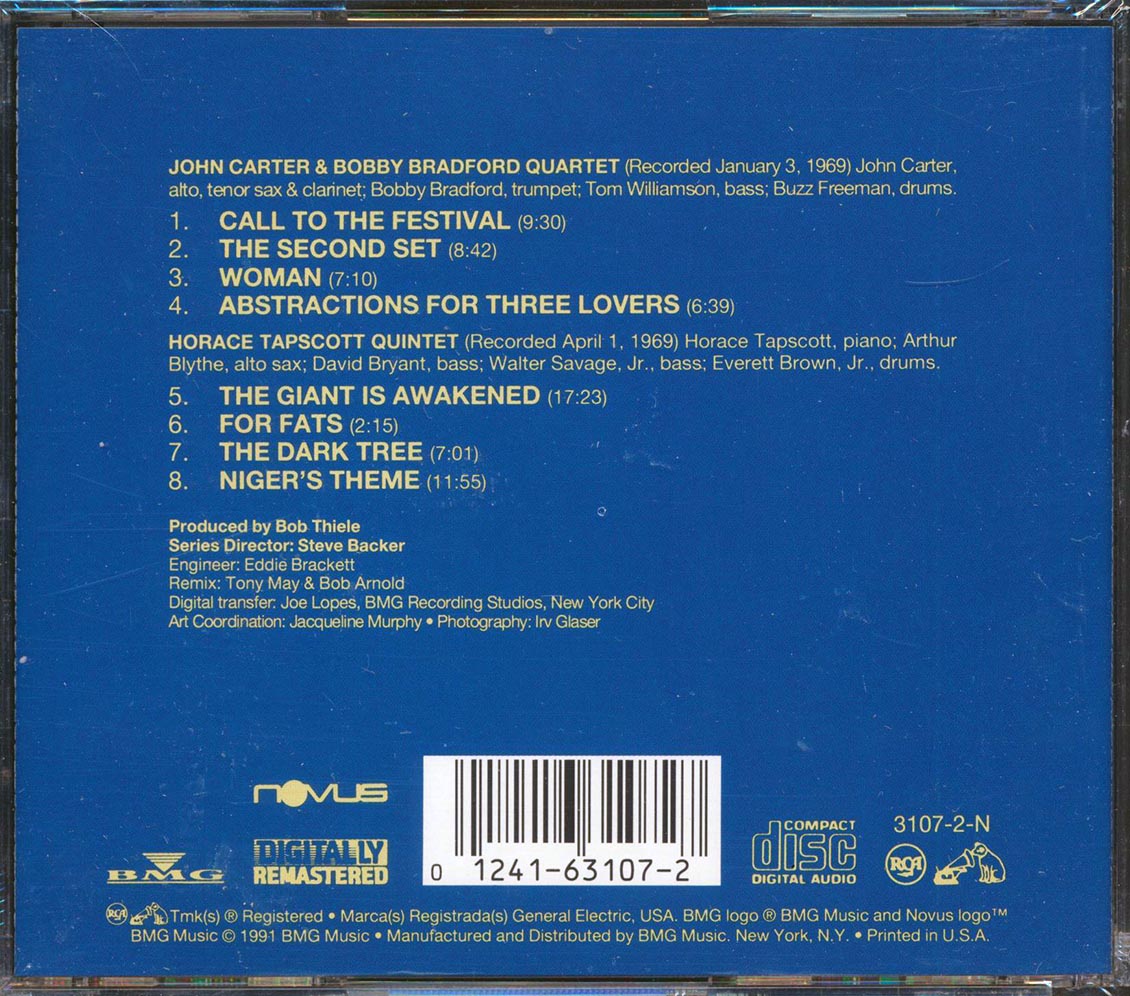 JOHN CARTER & BOBBY BRADFORD QUARTET (Recorded January 3, 1969) John Carter,
alto, tenor sax & clarinet; Bobby Bradford, trumpet; Tom Williamson, bass; Buzz Freeman, drums.
1. CALL TO THE FESTIVAL (9:30)
2. THE SECOND SET (8:42)
3. WOMAN (7:10)
4. ABSTRACTIONS FOR THREE LOVERS (6:39)
HORACE TAPSCOTT QUINTET (Recorded April 1, 1969) Horace Tapscott, piano; Arthur
Blythe, alto sax; David Bryant, bass; Walter Savage, Jr., bass; Everett Brown, Jr., drums.
5. THE GIANT IS AWAKENED (17:23)
6. FOR FATS (2:15)
7. THE DARK TREE (7:01)
8. NIGER'S THEME (11:55)
Produced by Bob Thiele
Series Director: Steve Backer
Engineer: Eddie Brackett
Remix: Tony May & Bob Arnold
Digital transfer: Joe Lopes, BMG Recording Studios, New York City
Art Coordination: Jacqueline Murphy • Photography: Irv Glaser
NOVUS
BMG
DIGITALLY
REMASTERED
0 1241-63107-2
COMPACT
disc
DIGITAL AUDIO
3107-2-N
RCA
RCA Tmk(s) ® Registered • Marca(s) Registrada(s) General Electric, USA. BMG logo ® BMG Music and Novus logo™
BMG Music © 1991 BMG Music • Manufactured and Distributed by BMG Music. New York, N.Y. • Printed in U.S.A.